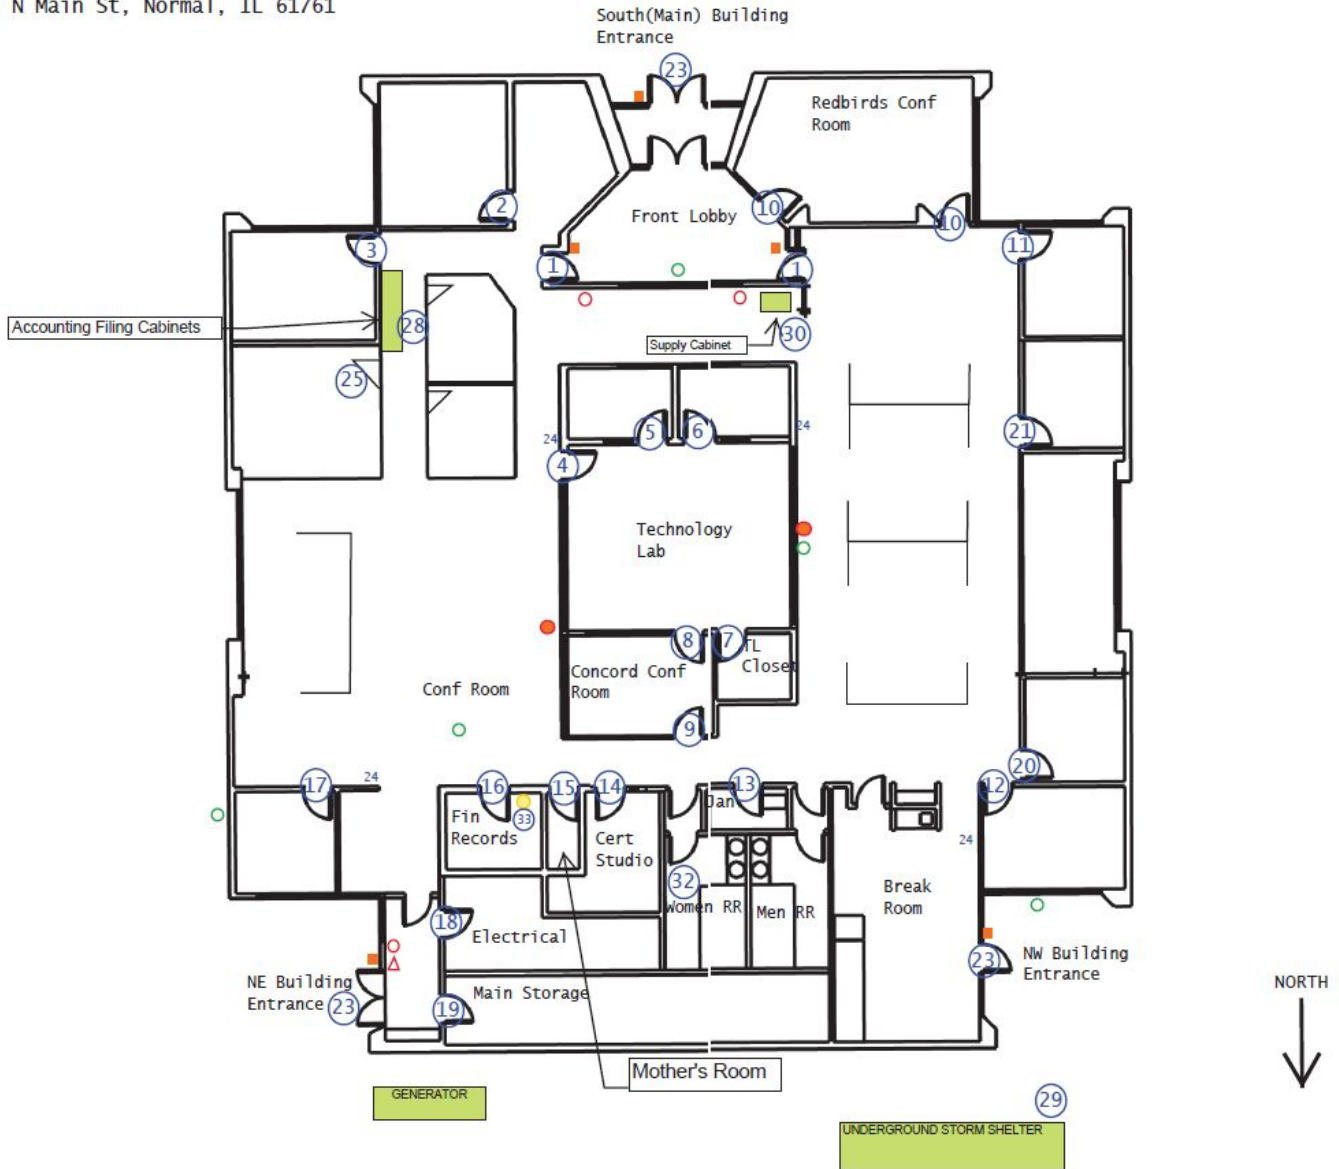 N Main St, Normal, IL 61761
South(Main) Building
Entrance
23
Redbirds Conf
Room
2
10
Front Lobby
10
3
11
1
1
Accounting Filing Cabinets
28
30
Supply Cabinet
25
24
5
6
24
21
4
Technology
Lab
8
7
TL
Closet
Concord Conf
Room
Conf Room
9
17
24
16
15
14
13
12
20
Jan
Fin
Records
33
Cert
Studio
24
32
Women RR
Men RR
Break
Room
18
Electrical
NW Building
Entrance
23
NE Building
Entrance
23
Main Storage
19
NORTH
Mother's Room
GENERATOR
29
UNDERGROUND STORM SHELTER